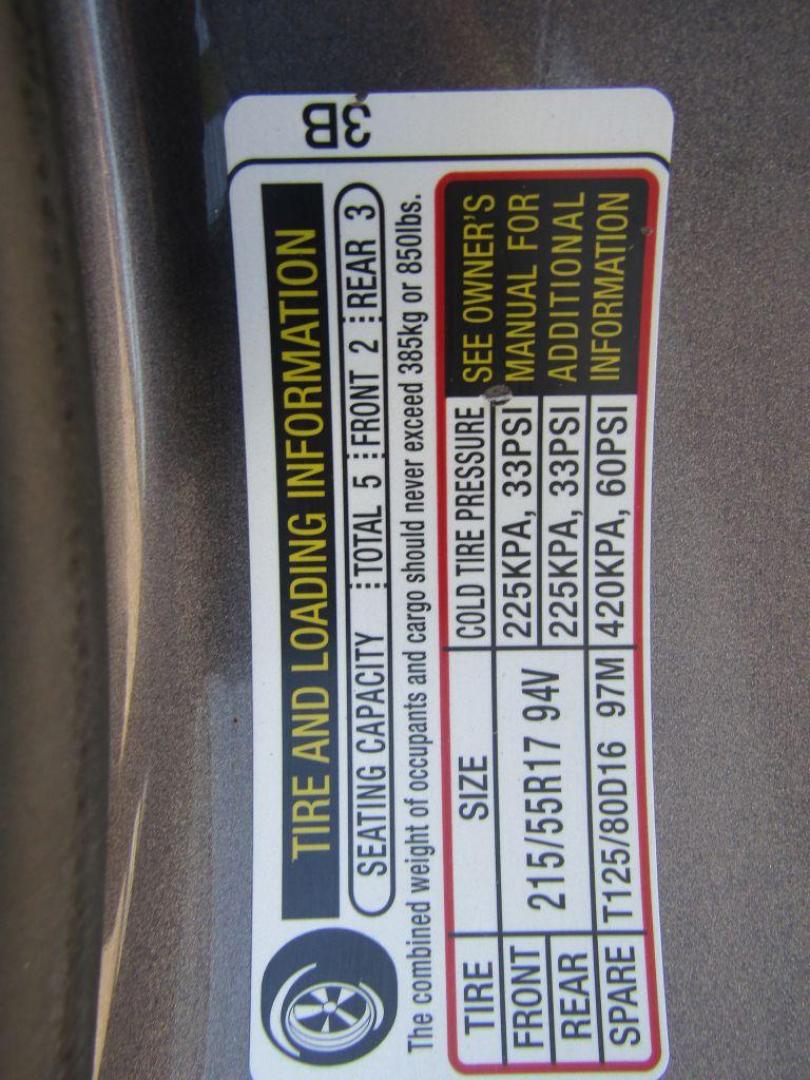 B3
TIRE AND LOADING INFORMATION
SEATING CAPACITY TOTAL 5 FRONT 2 REAR 3
The combined weight of occupants and cargo should never exceed 385kg or 850lbs.
TIRE SIZE COLD TIRE PRESSURE
FRONT 215/55R17 94V 225KPA, 33PSI
REAR 225KPA, 33PSI
SPARE T125/80D16 97M 420KPA, 60PSI
SEE OWNER'S
MANUAL FOR
ADDITIONAL
INFORMATION